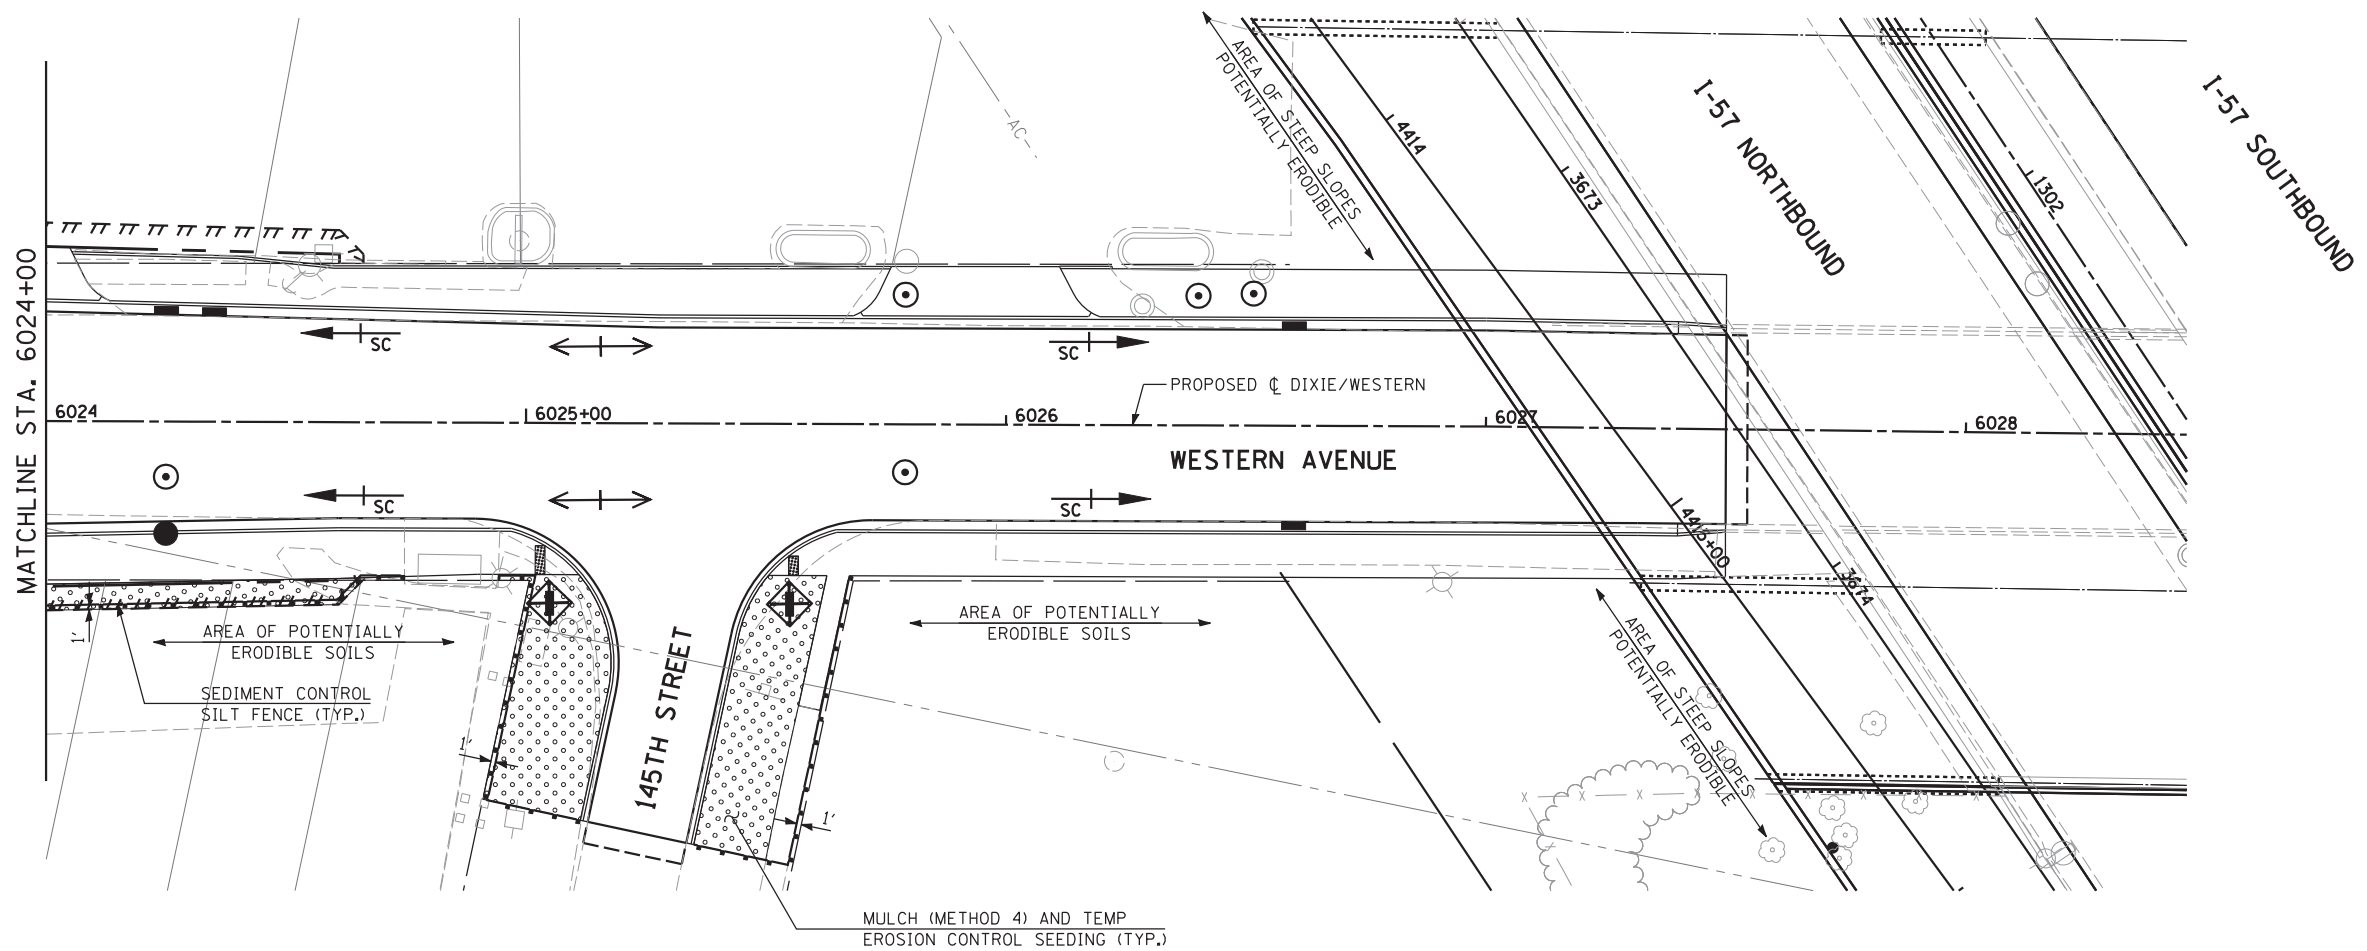 MATCHLINE STA. 6024+00
AREA OF STEEP SLOPES
POTENTIALLY ERODIBLE
AC
4414
3673
I-57 NORTHBOUND
1302
I-57 SOUTHBOUND
SC
SC
PROPOSED ℄ DIXIE/WESTERN
6024
6025+00
6026
6027
6028
WESTERN AVENUE
SC
SC
4415+00
3674
1'
AREA OF POTENTIALLY
ERODIBLE SOILS
AREA OF POTENTIALLY
ERODIBLE SOILS
AREA OF STEEP SLOPES
POTENTIALLY ERODIBLE
SEDIMENT CONTROL
SILT FENCE (TYP.)
145TH STREET
1'
1'
MULCH (METHOD 4) AND TEMP
EROSION CONTROL SEEDING (TYP.)